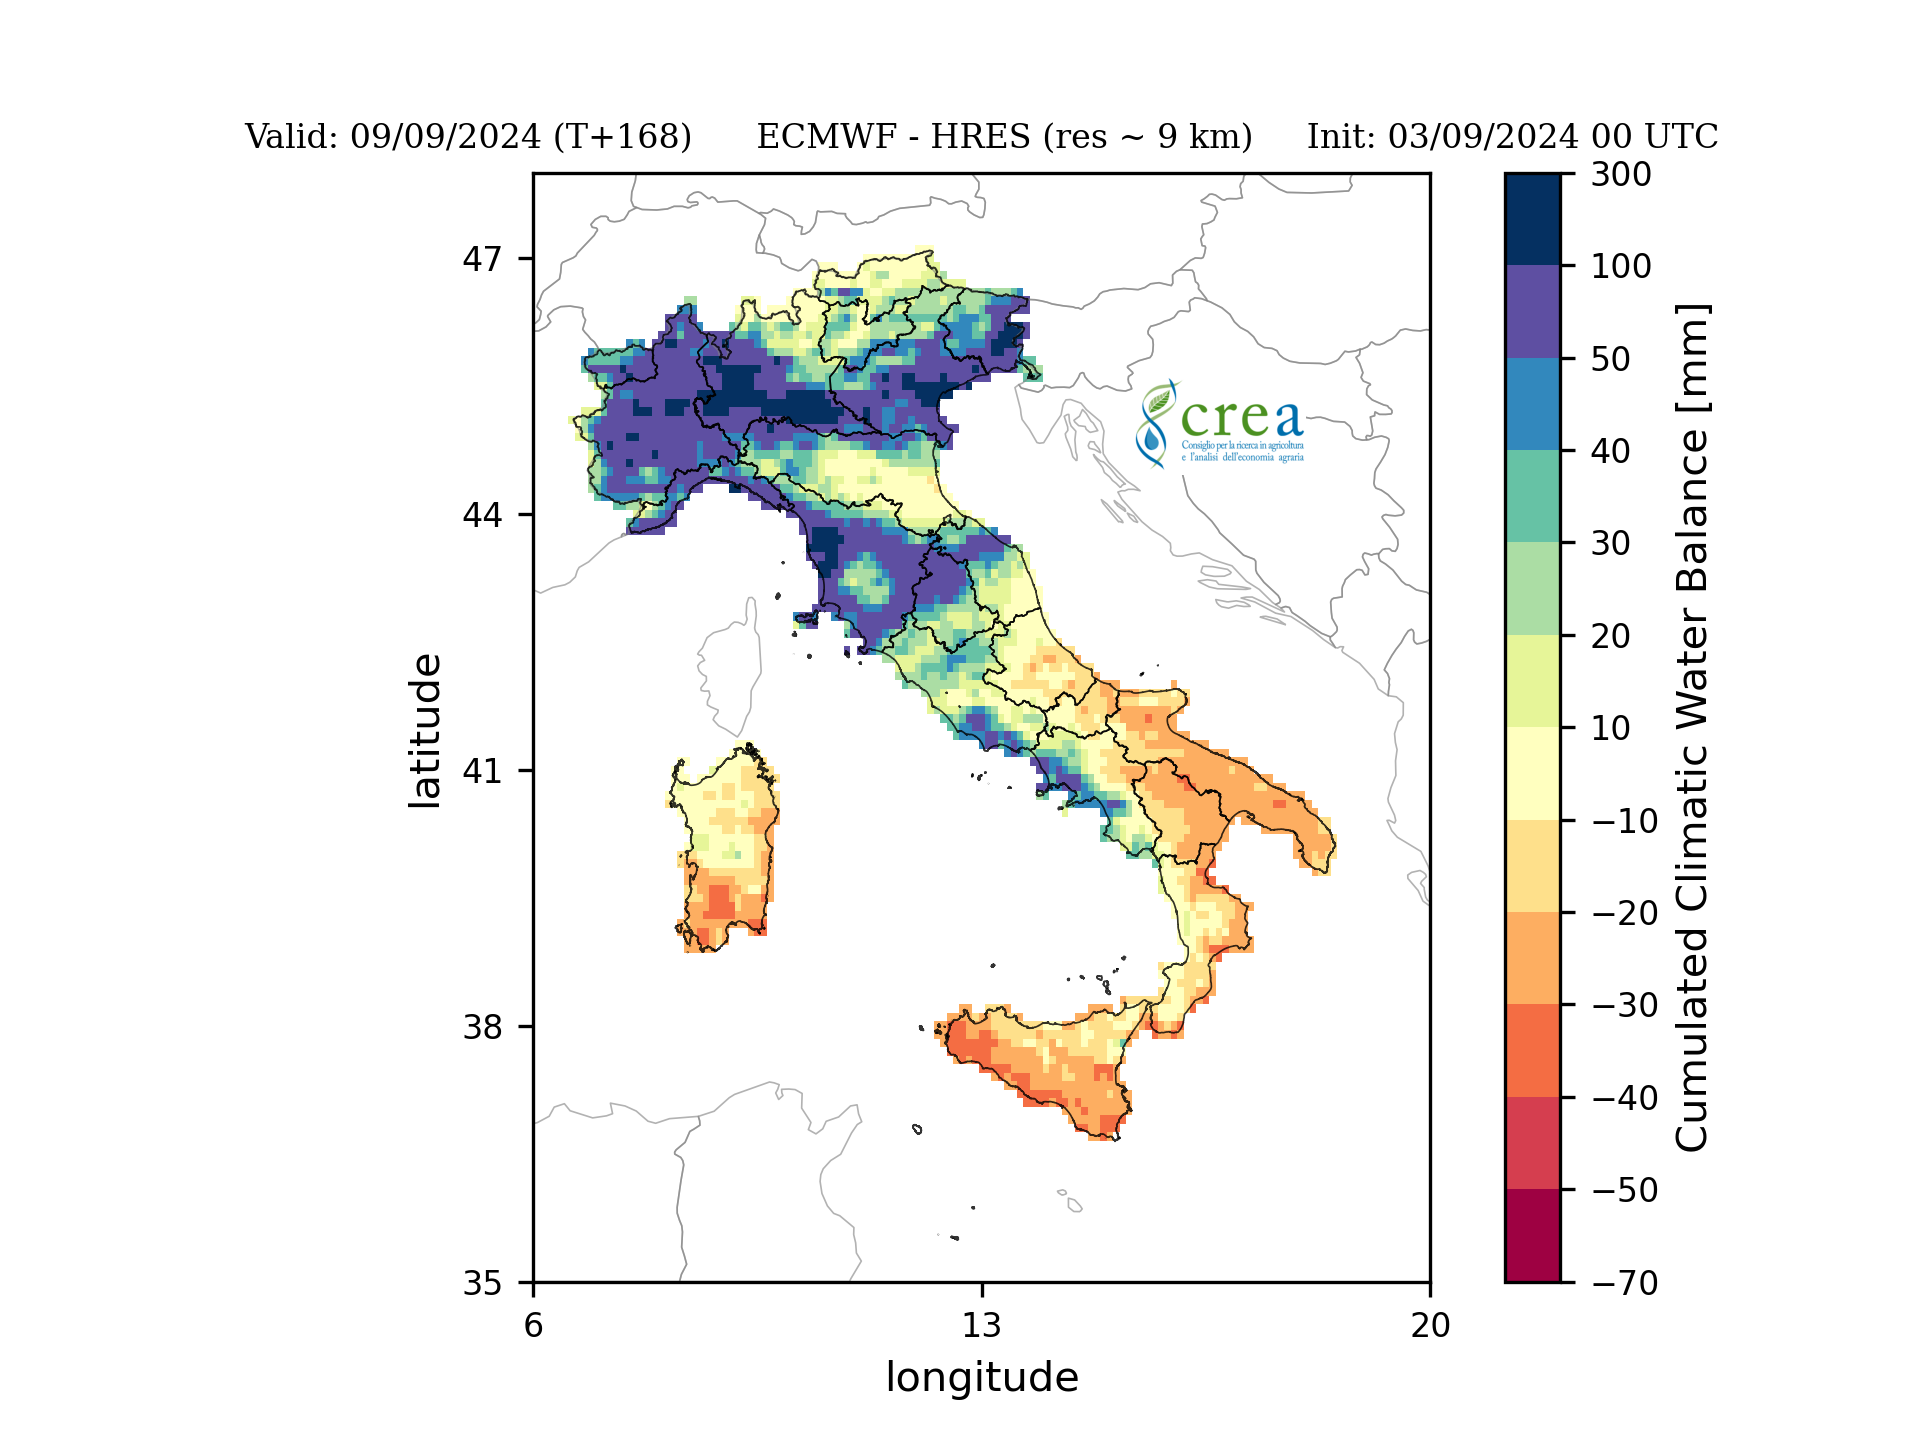 Valid: 09/09/2024 (T+168) ECMWF - HRES (res ~ 9 km) Init: 03/09/2024 00 UTC
47
44
41
38
35
latitude
6 13 20
longitude
crea
Consiglio per la ricerca in agricoltura
e l'analisi dell'economia agraria
300
100
50
40
30
20
10
−10
−20
−30
−40
−50
−70
Cumulated Climatic Water Balance [mm]